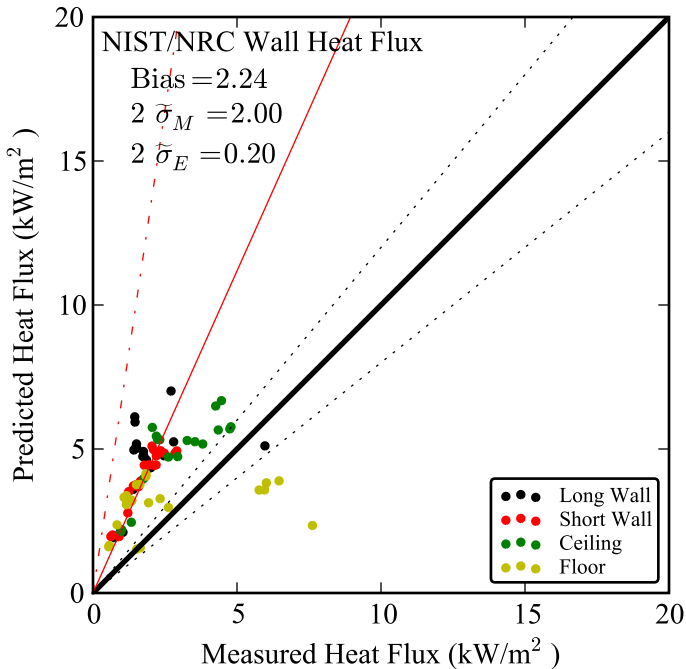 NIST/NRC Wall Heat Flux
Bias =2.24
2 σ̃_M =2.00
2 σ̃_E =0.20
Predicted Heat Flux (kW/m²)
20
15
10
5
0
0 5 10 15 20
Measured Heat Flux (kW/m²)
Long Wall
Short Wall
Ceiling
Floor